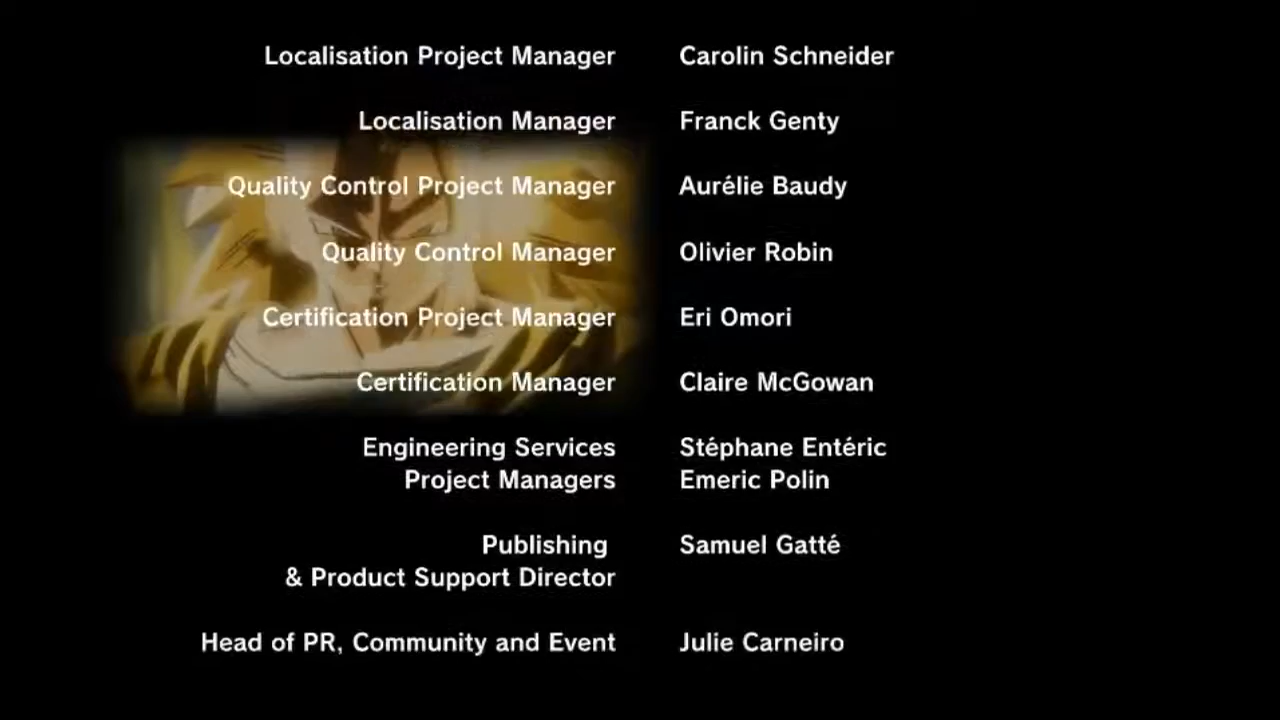 Localisation Project Manager Carolin Schneider
Localisation Manager Franck Genty
Quality Control Project Manager Aurélie Baudy
Quality Control Manager Olivier Robin
Certification Project Manager Eri Omori
Certification Manager Claire McGowan
Engineering Services Stéphane Entéric
Project Managers Emeric Polin
Publishing Samuel Gatté
& Product Support Director
Head of PR, Community and Event Julie Carneiro